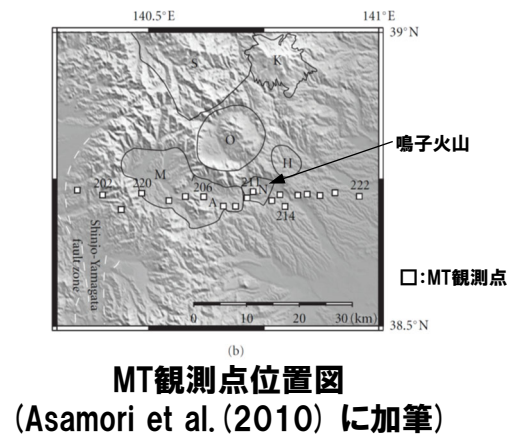 140.5°E 141°E
39°N
S K
O
H
鳴子火山
M
202 220 206 211 N 222
A
214
Shinjo-Yamagata
fault zone
□:MT観測点
0 10 20 30 (km)
38.5°N
(b)
MT観測点位置図
(Asamori et al.(2010) に加筆)